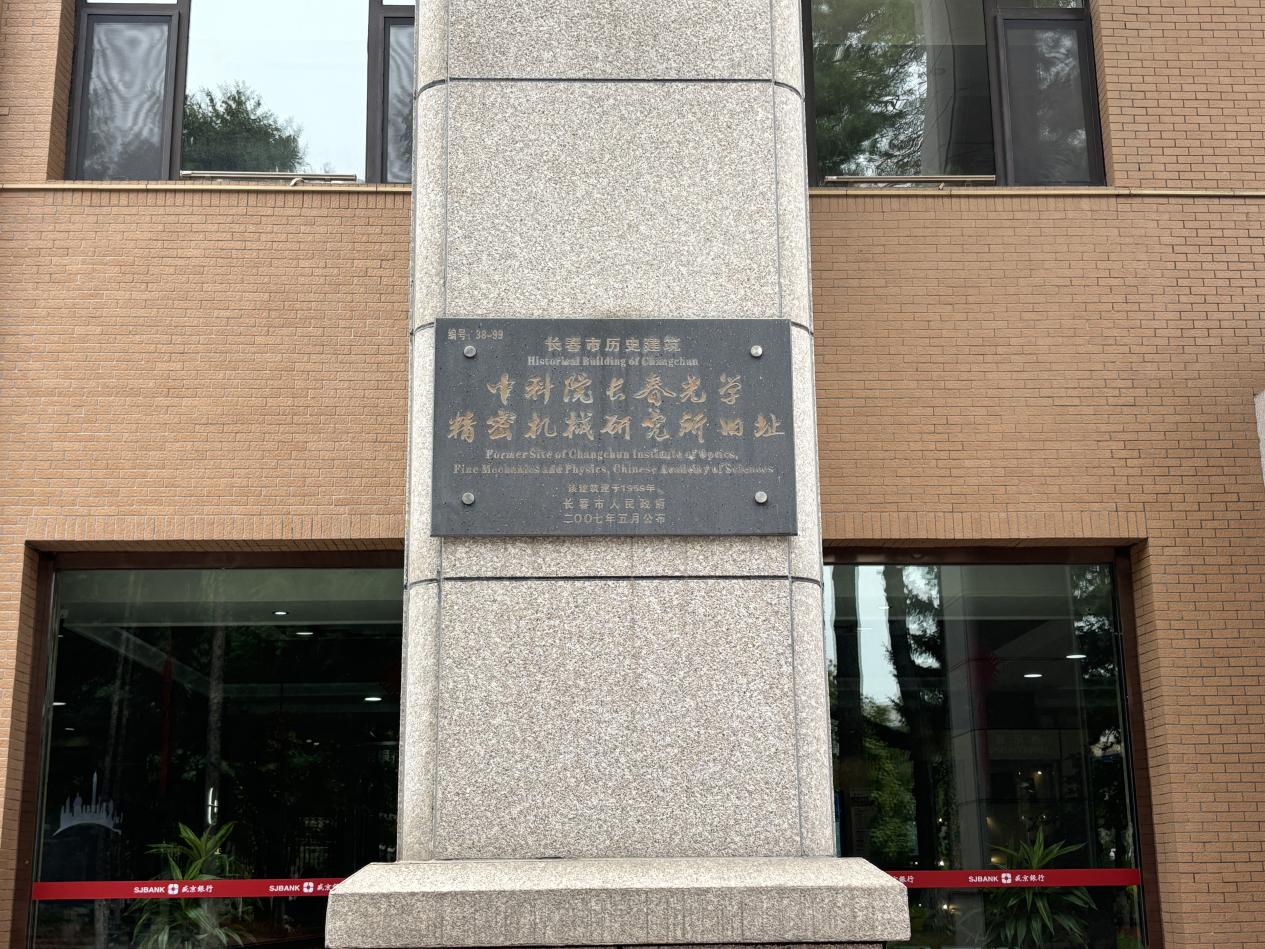 编号：38-99
长春市历史建筑
Historical Building of Changchun
中科院长春光学
精密机械研究所旧址
Former Site of Changchun Institute of Optics,
Fine Mechanics and Physics, Chinese Academy of Sciences
该建筑建于1956年
长春市人民政府
二〇〇七年五月公布
SJBANK 盛京银行
SJBANK 盛京银行
银行
SJBANK 盛京银行